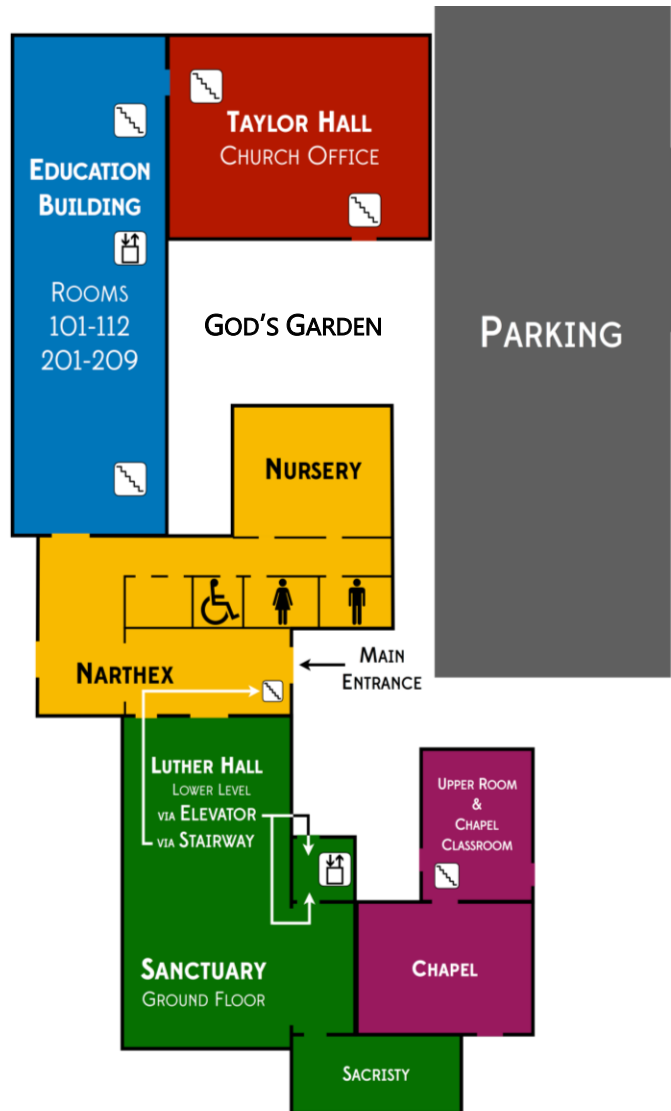 TAYLOR HALL
CHURCH OFFICE
EDUCATION
BUILDING
ROOMS
101-112
201-209
GOD'S GARDEN
PARKING
NURSERY
NARTHEX
MAIN
ENTRANCE
LUTHER HALL
LOWER LEVEL
VIA ELEVATOR
VIA STAIRWAY
UPPER ROOM
&
CHAPEL
CLASSROOM
SANCTUARY
GROUND FLOOR
CHAPEL
SACRISTY